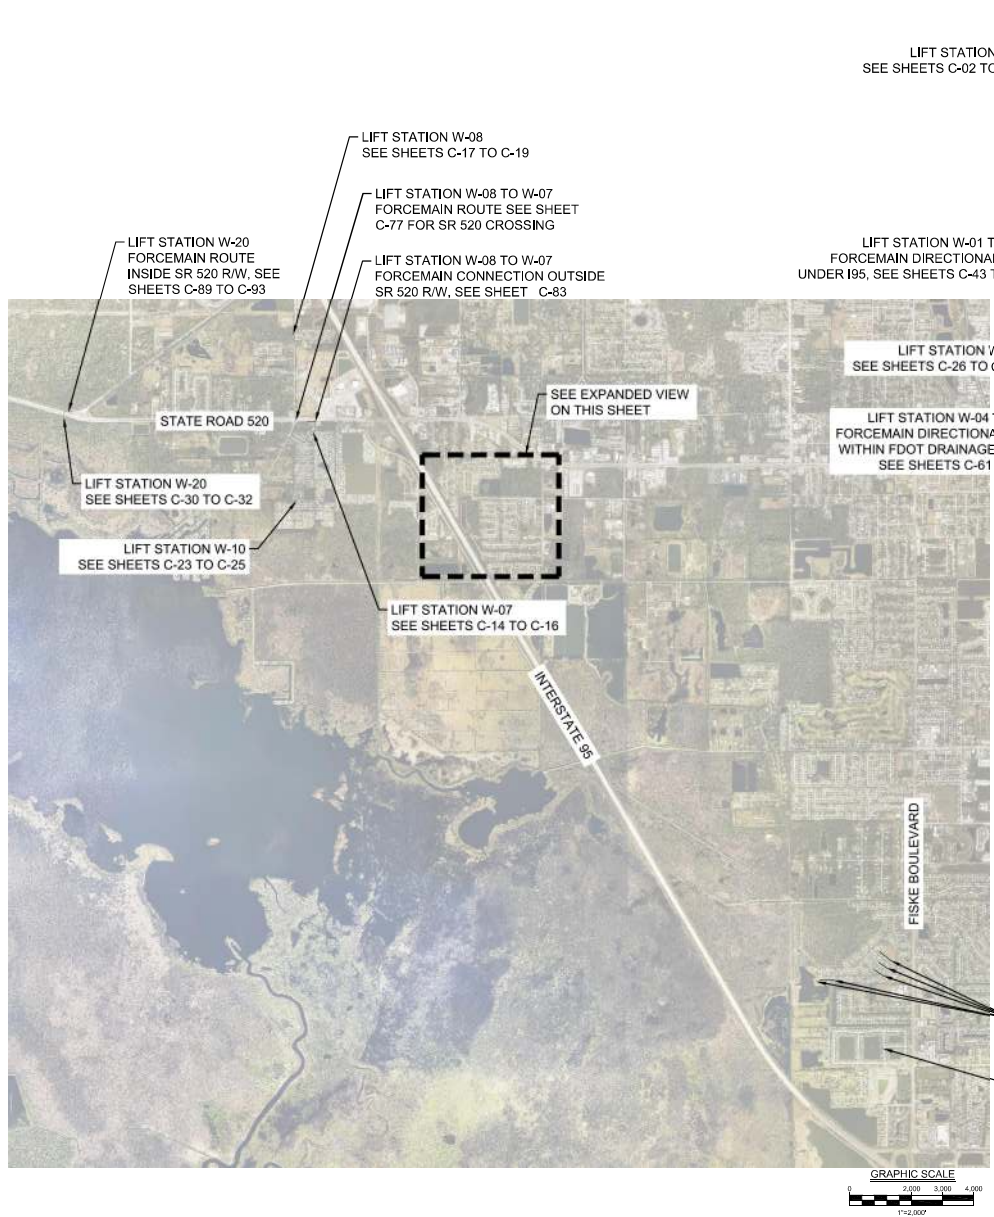 LIFT STATION
SEE SHEETS C-02 TO
LIFT STATION W-08
SEE SHEETS C-17 TO C-19
LIFT STATION W-08 TO W-07
FORCEMAIN ROUTE SEE SHEET
C-77 FOR SR 520 CROSSING
LIFT STATION W-20
FORCEMAIN ROUTE
INSIDE SR 520 R/W, SEE
SHEETS C-89 TO C-93
LIFT STATION W-08 TO W-07
FORCEMAIN CONNECTION OUTSIDE
SR 520 R/W, SEE SHEET C-83
LIFT STATION W-01 T
FORCEMAIN DIRECTIONA
UNDER I95, SEE SHEETS C-43 T
LIFT STATION W
SEE SHEETS C-26 TO
SEE EXPANDED VIEW
ON THIS SHEET
STATE ROAD 520
LIFT STATION W-04
FORCEMAIN DIRECTIONA
WITHIN FDOT DRAINAGE
SEE SHEETS C-61
LIFT STATION W-20
SEE SHEETS C-30 TO C-32
LIFT STATION W-10
SEE SHEETS C-23 TO C-25
LIFT STATION W-07
SEE SHEETS C-14 TO C-16
INTERSTATE 95
FISKE BOULEVARD
GRAPHIC SCALE
0 2,000 3,000 4,000
1"=2,000'